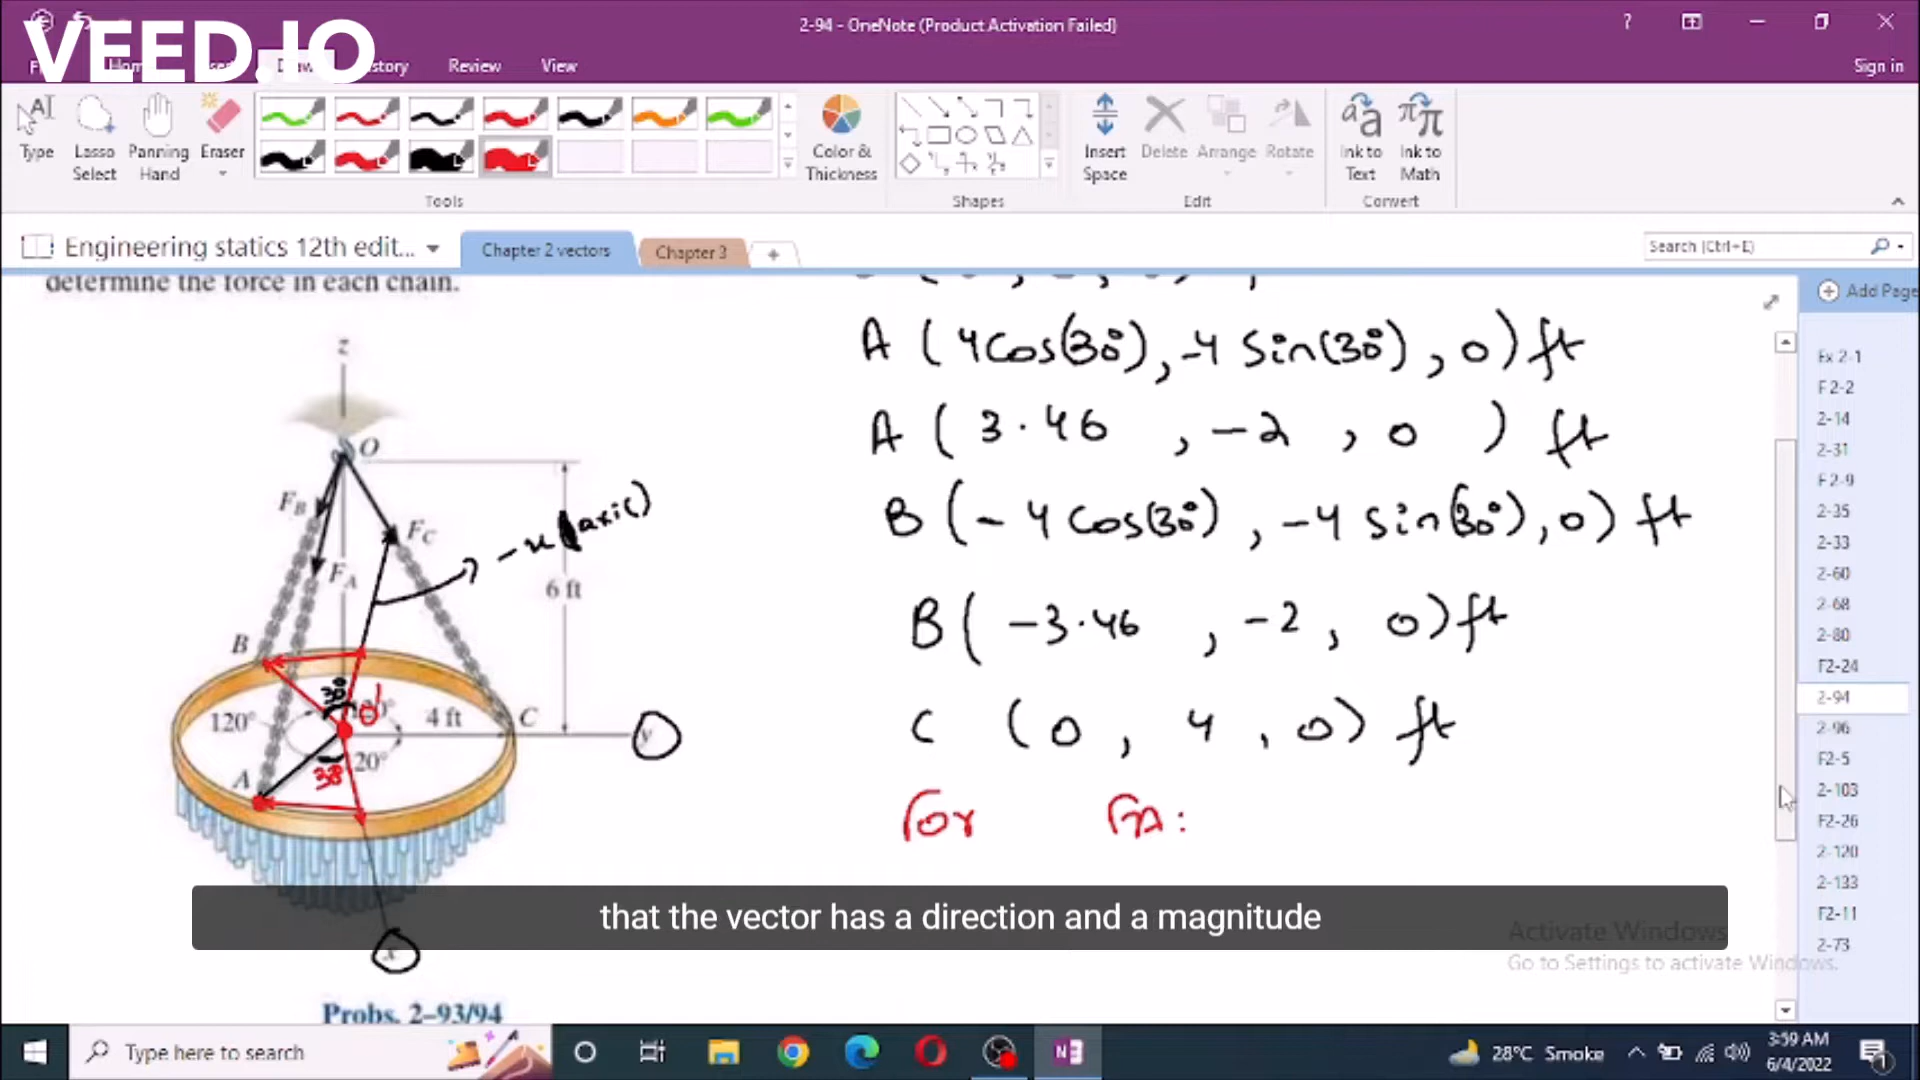 2-94 - OneNote (Product Activation Failed)
VEED.IO
Review
View
Sign in
Type
Lasso Select
Panning Hand
Eraser
Color & Thickness
Insert Space
Delete
Arrange
Rotate
Ink to Text
Ink to Math
Tools
Shapes
Edit
Convert
Engineering statics 12th edit...
Chapter 2 vectors
Chapter 3
Search (Ctrl+E)
Add Page
determine the force in each chain.
z
O
F_B
F_C
F_A
-x axis
6 ft
B
30°
O'
120°
120°
4 ft
C
y
A
30
20°
x
Probs. 2–93/94
A (4cos(30°), -4 sin(30°), 0) ft
A ( 3.46 , -2 , 0 ) ft
B (-4 cos(30°), -4 sin(30°), 0) ft
B ( -3.46 , -2 , 0) ft
C (0 , 4 , 0) ft
For FA:
that the vector has a direction and a magnitude
Activate Windows
Go to Settings to activate Windows.
Ex 2-1
F 2-2
2-14
2-31
F 2-9
2-35
2-33
2-60
2-68
2-80
F2-24
2-94
2-96
F2-5
2-103
F2-26
2-120
2-133
F2-11
2-73
Type here to search
28°C Smoke
3:59 AM
6/4/2022